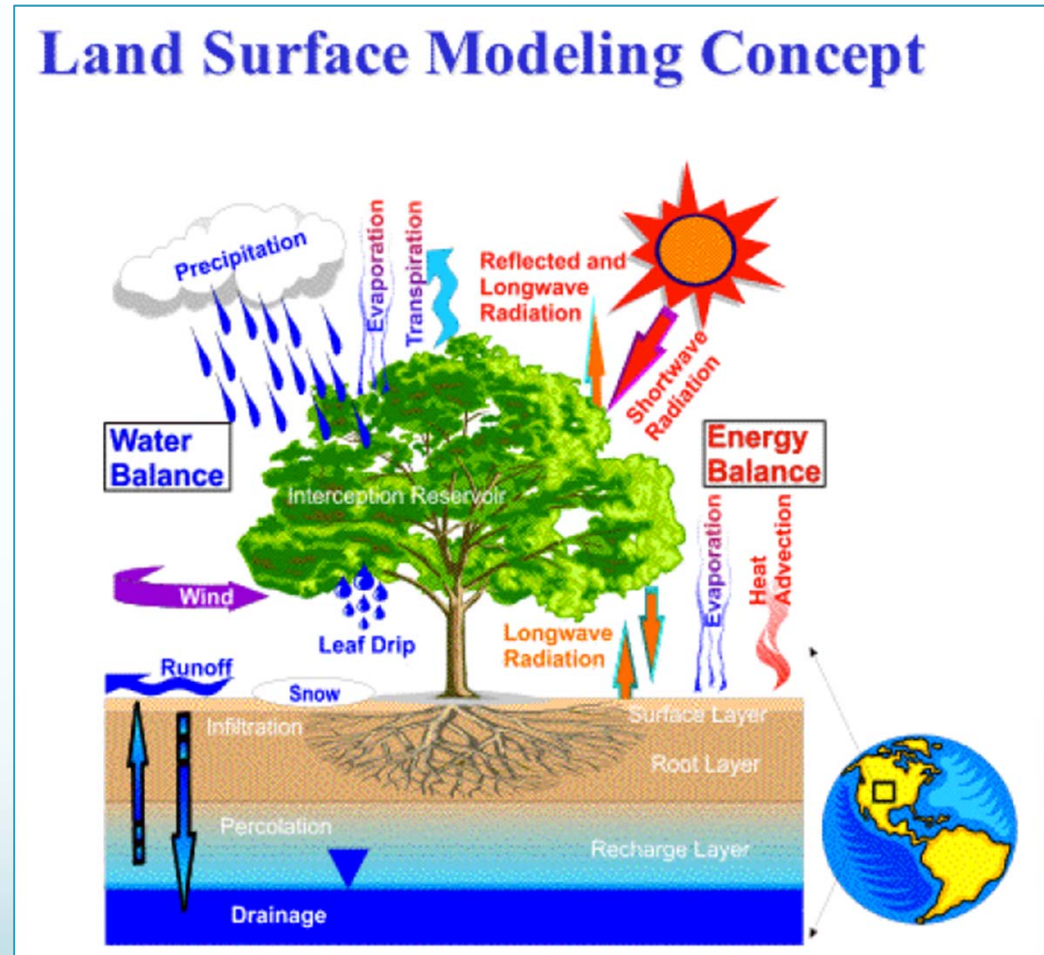 Land Surface Modeling Concept
Precipitation
Evaporation
Transpiration
Reflected and
Longwave
Radiation
Shortwave
Radiation
Water
Balance
Energy
Balance
Interception Reservoir
Evaporation
Heat
Advection
Wind
Leaf Drip
Longwave
Radiation
Runoff
Snow
Infiltration
Surface Layer
Root Layer
Percolation
Recharge Layer
Drainage